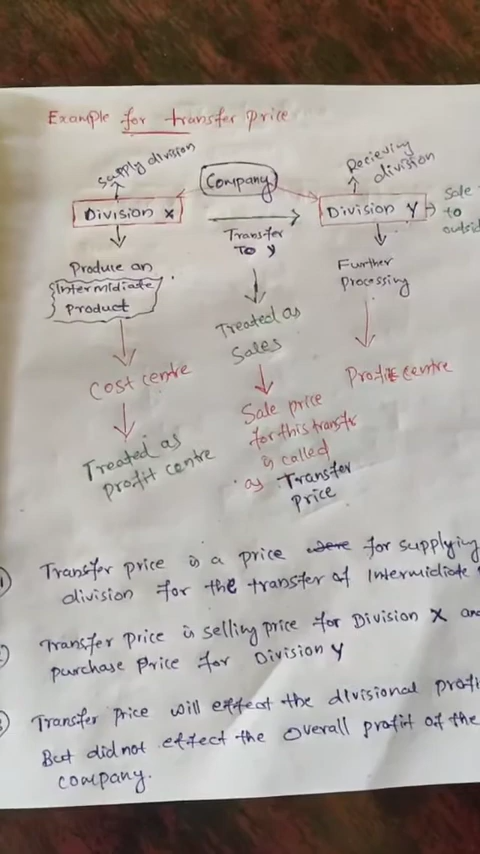 Example for transfer price
Supply division
Company
Recieving
division
Division X
Transfer
To Y
Division Y
Sale
to
outsid
Produce an
Intermidiate
Product
Further
Processing
Treated as
Sales
Cost centre
Profit centre
Treated as
profit centre
Sale price
for this transfer
is called
as Transfer
Price
Transfer price is a price were for supplying
division for the transfer of Intermidiate
2 Transfer price is selling price for Division X and
purchase Price for Division Y
3 Transfer Price will effect the divisional profi
But did not effect the overall profit of the
company.